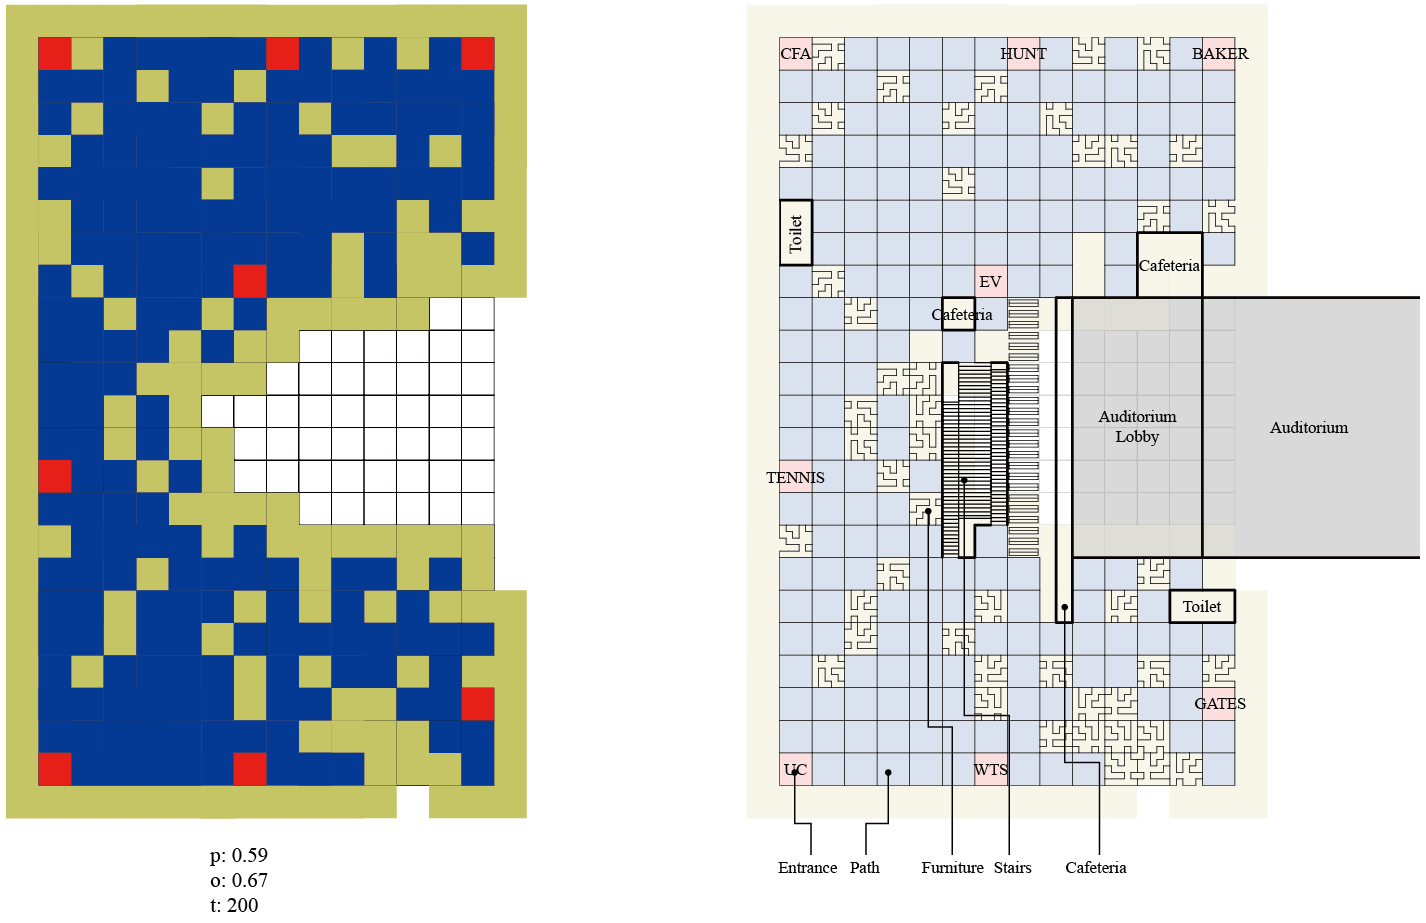 CFA
HUNT
BAKER
Toilet
Cafeteria
EV
Cafeteria
Auditorium
Lobby
Auditorium
TENNIS
Toilet
GATES
UC
WTS
Entrance
Path
Furniture
Stairs
Cafeteria
p: 0.59
o: 0.67
t: 200